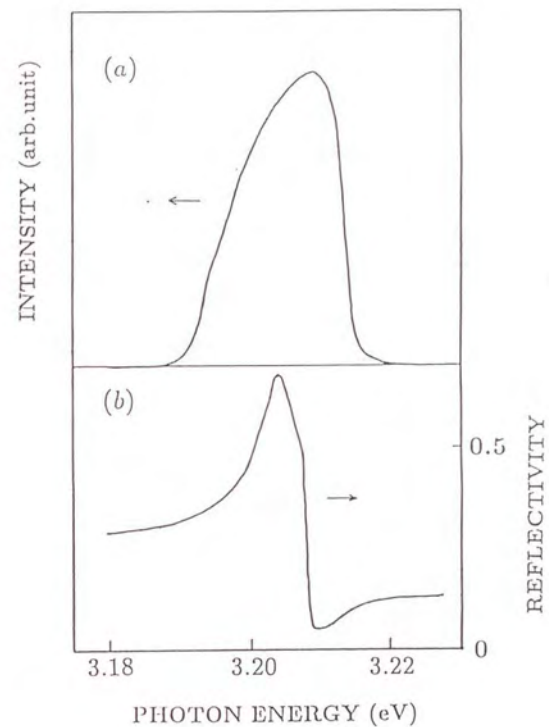 (a)
INTENSITY (arb.unit)
(b)
0.5
REFLECTIVITY
0
3.18
3.20
3.22
PHOTON ENERGY (eV)